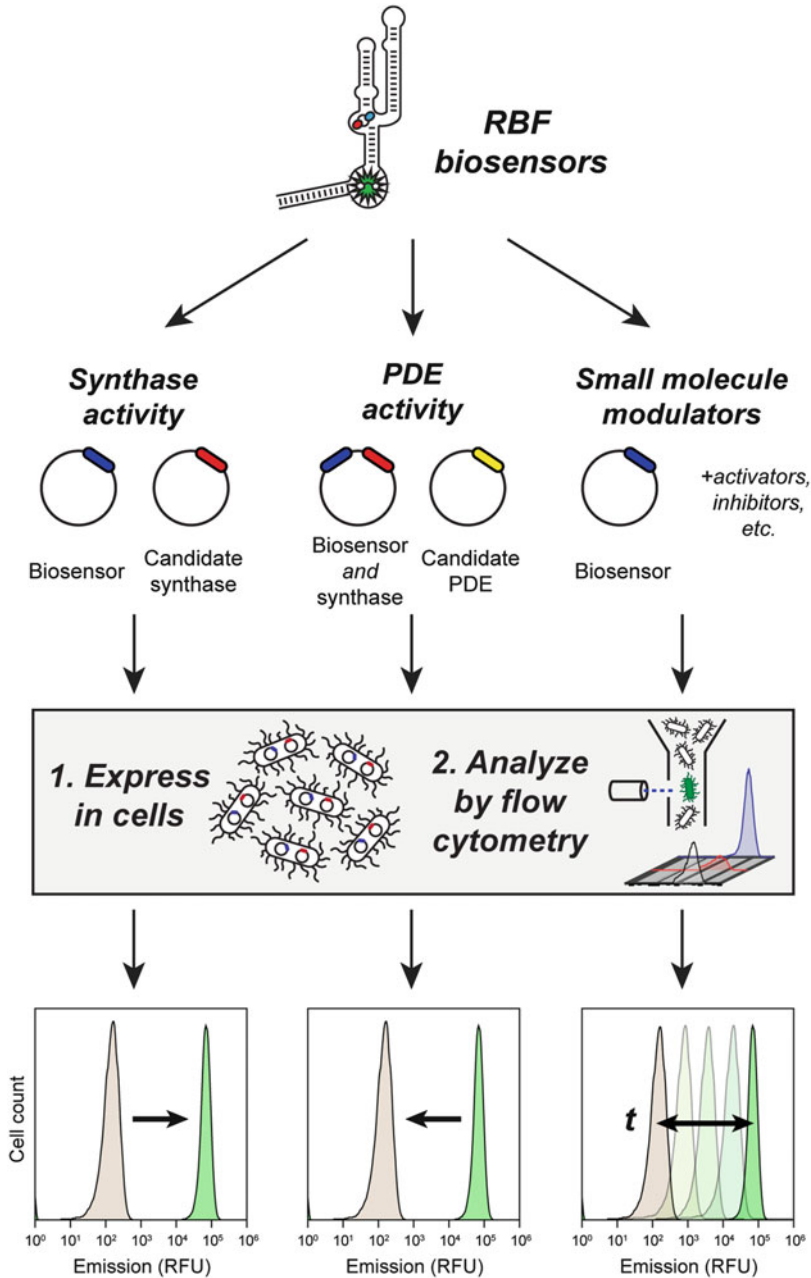 RBF
biosensors
Synthase
activity
PDE
activity
Small molecule
modulators
Biosensor
Candidate
synthase
Biosensor
and
synthase
Candidate
PDE
Biosensor
+activators,
inhibitors,
etc.
1. Express
in cells
2. Analyze
by flow
cytometry
Cell count
10⁰ 10¹ 10² 10³ 10⁴ 10⁵ 10⁶
Emission (RFU)
10⁰ 10¹ 10² 10³ 10⁴ 10⁵ 10⁶
Emission (RFU)
t
10⁰ 10¹ 10² 10³ 10⁴ 10⁵ 10⁶
Emission (RFU)